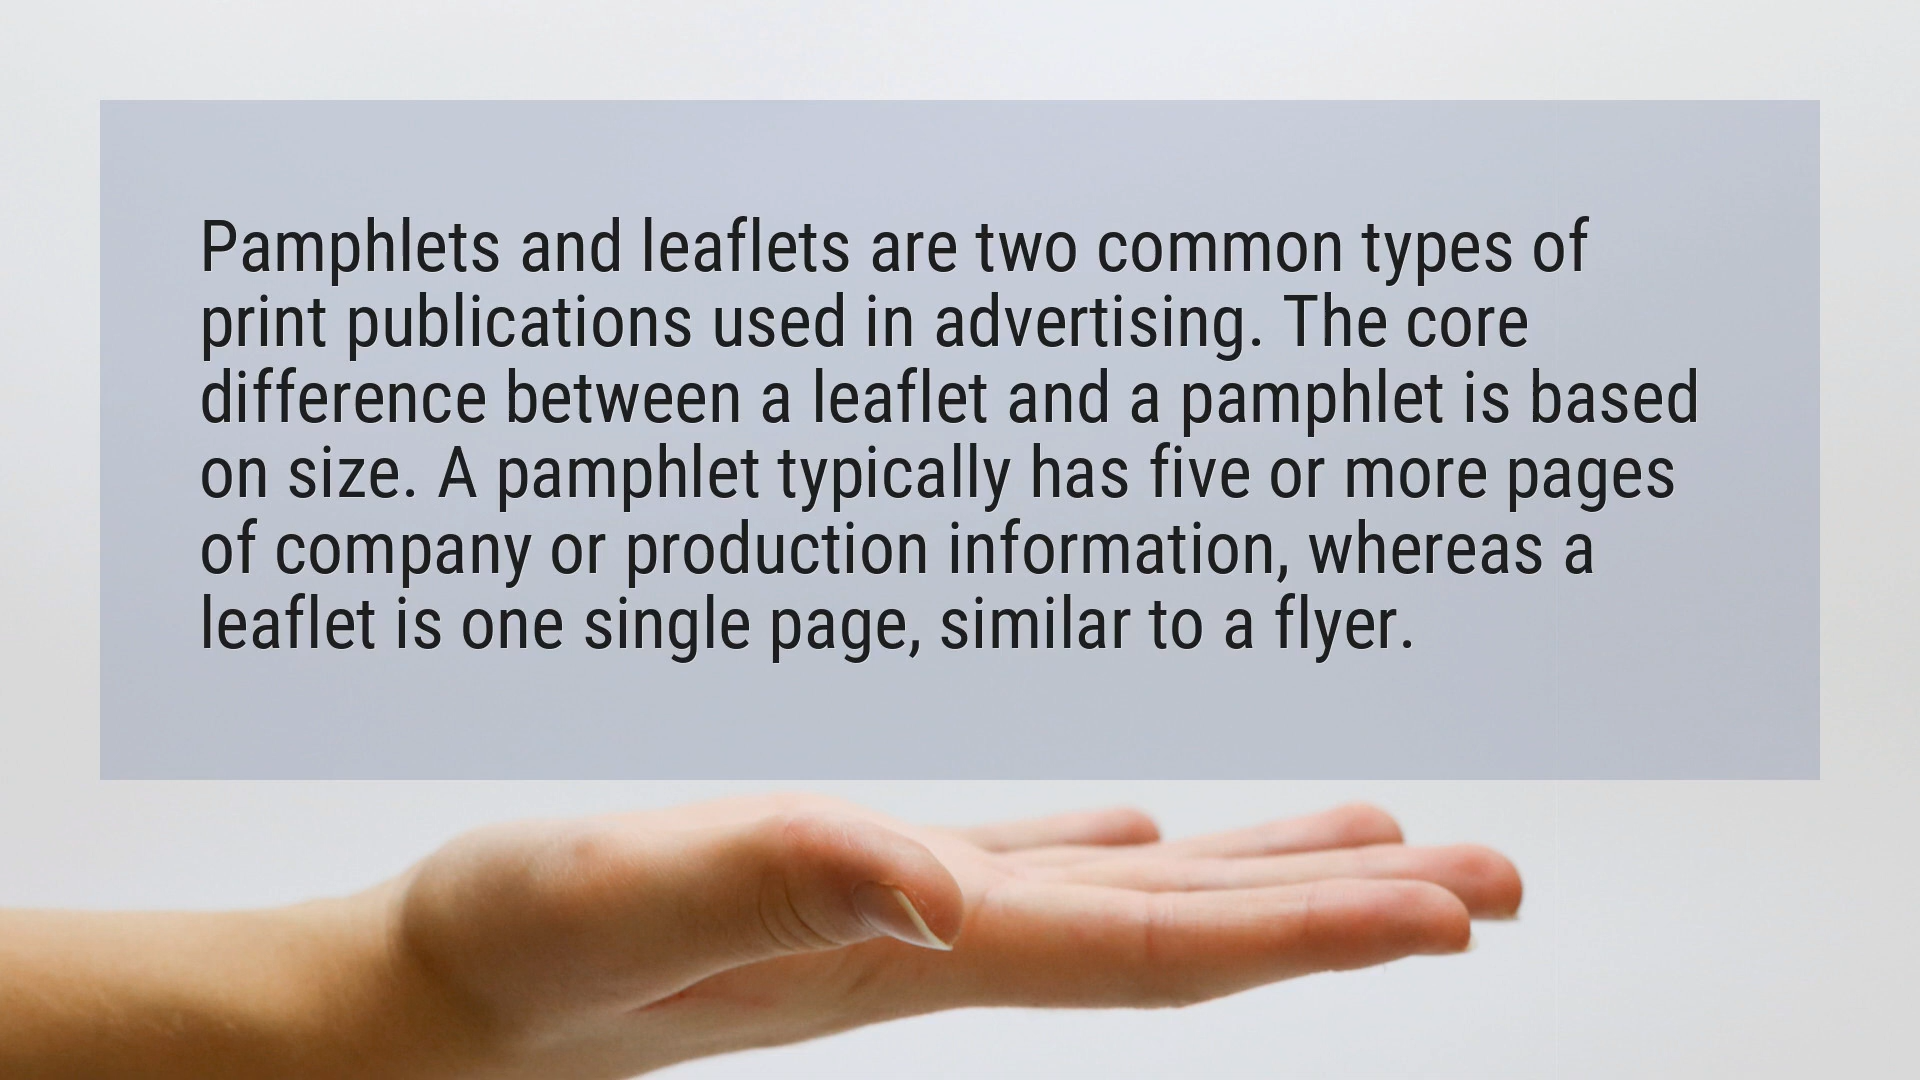 Pamphlets and leaflets are two common types of
print publications used in advertising. The core
difference between a leaflet and a pamphlet is based
on size. A pamphlet typically has five or more pages
of company or production information, whereas a
leaflet is one single page, similar to a flyer.